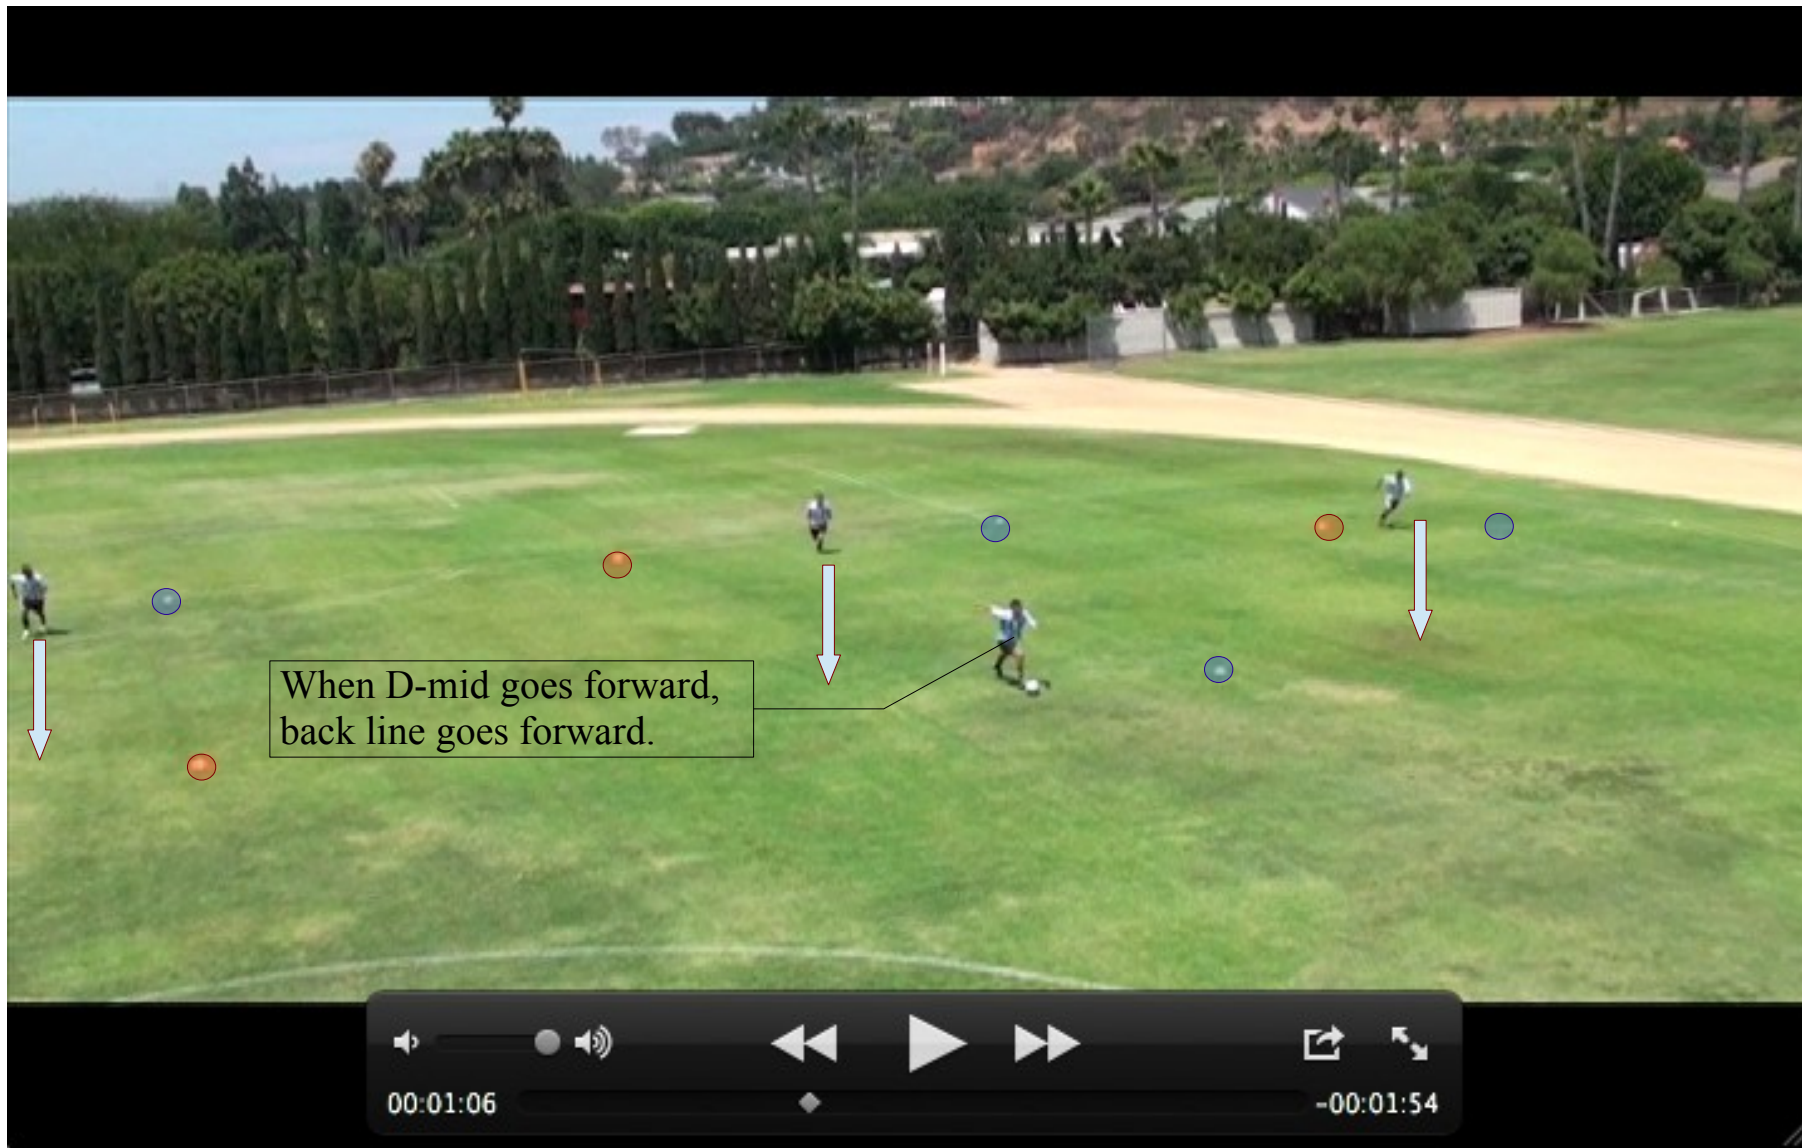 When D-mid goes forward,
back line goes forward.
00:01:06
-00:01:54